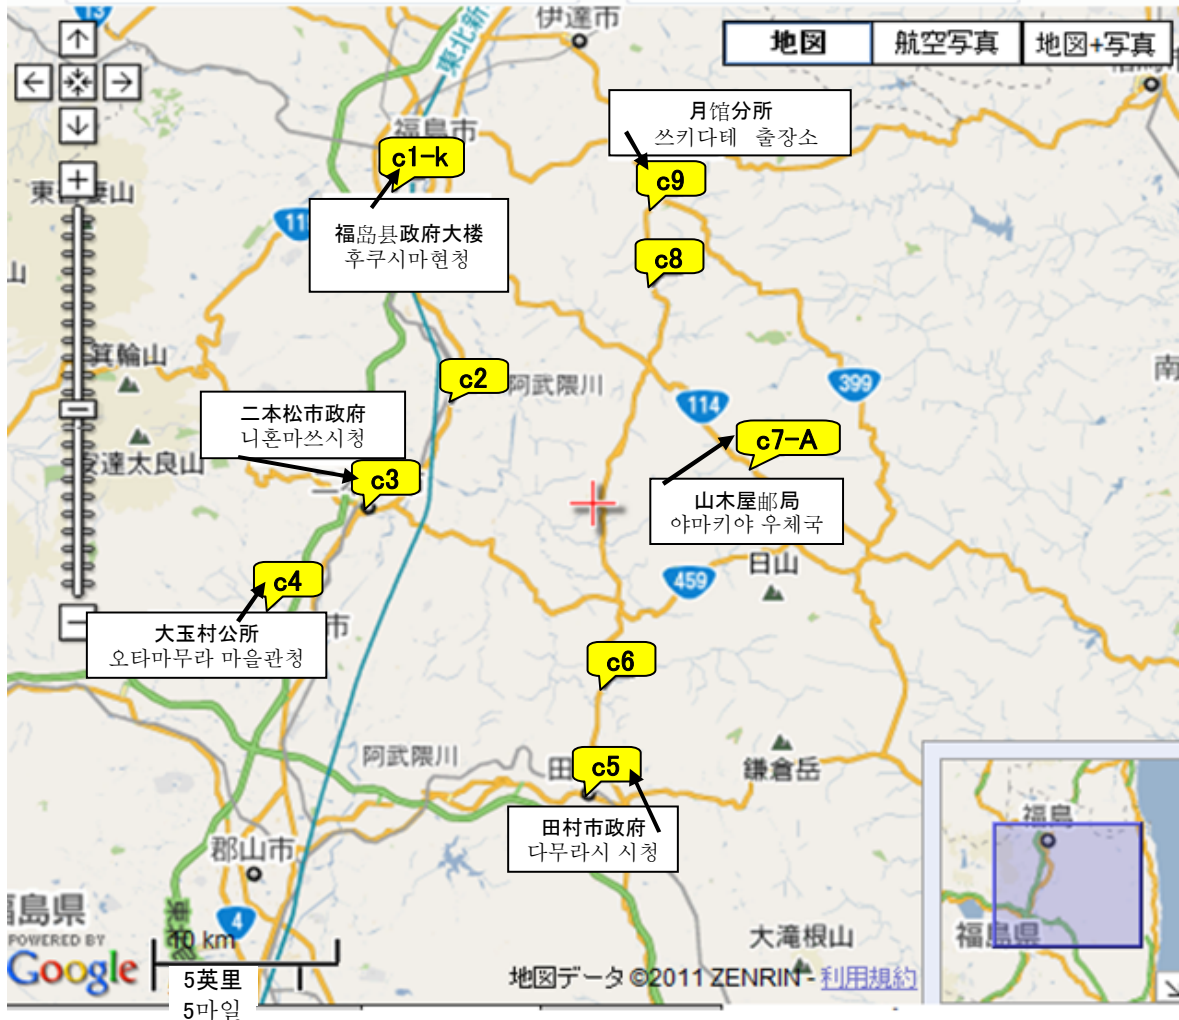 13
東北新
伊達市
地図
航空写真
地図+写真
福島市
月馆分所
쓰키다테 출장소
c1-k
c9
福岛县政府大楼
후쿠시마현청
c8
箕輪山
c2
阿武隈川
南
399
114
二本松市政府
니혼마쓰시청
c7-A
安達太良山
c3
山木屋邮局
야마키야 우체국
日山
459
c4
大玉村公所
오타마무라 마을관청
市
c6
阿武隈川
田
c5
鎌倉岳
田村市政府
다무라시 시청
郡山市
福島
福島県
4
大滝根山
福島県
POWERED BY
Google
10 km
5英里
5마일
地図データ ©2011 ZENRIN - 利用規約